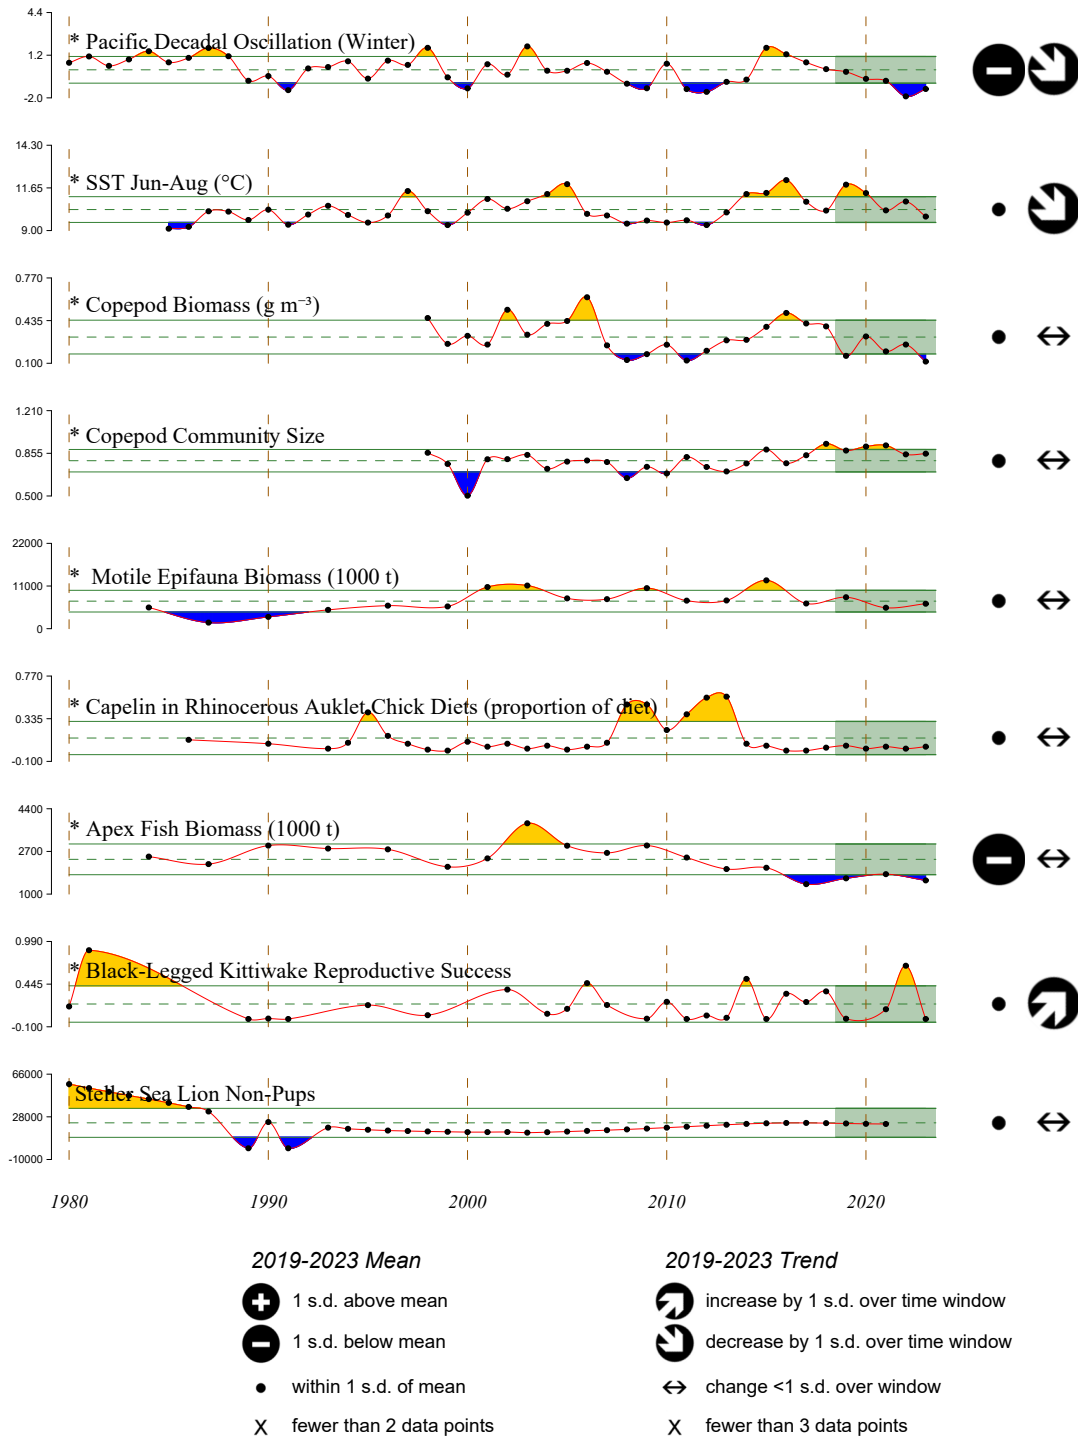 4.4
* Pacific Decadal Oscillation (Winter)
1.2
-2.0
14.30
* SST Jun-Aug (°C)
11.65
9.00
0.770
* Copepod Biomass (g m⁻³)
0.435
0.100
1.210
* Copepod Community Size
0.855
0.500
22000
* Motile Epifauna Biomass (1000 t)
11000
0
0.770
* Capelin in Rhinocerous Auklet Chick Diets (proportion of diet)
0.335
-0.100
4400
* Apex Fish Biomass (1000 t)
2700
1000
0.990
* Black-Legged Kittiwake Reproductive Success
0.445
-0.100
66000
Steller Sea Lion Non-Pups
28000
-10000
1980 1990 2000 2010 2020
2019-2023 Mean 2019-2023 Trend
1 s.d. above mean increase by 1 s.d. over time window
1 s.d. below mean decrease by 1 s.d. over time window
within 1 s.d. of mean change <1 s.d. over window
X fewer than 2 data points X fewer than 3 data points